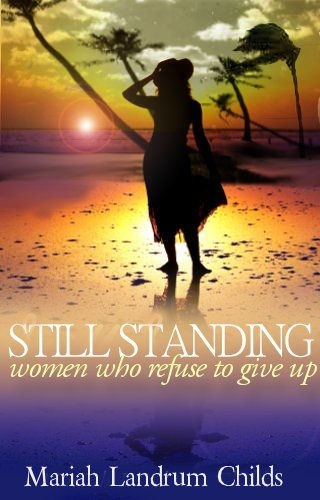 STILL STANDING
women who refuse to give up
Mariah Landrum Childs